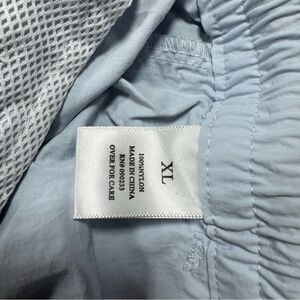 XL
100%NYLON
MADE IN CHINA
RN# 090233
OVER FOR CARE